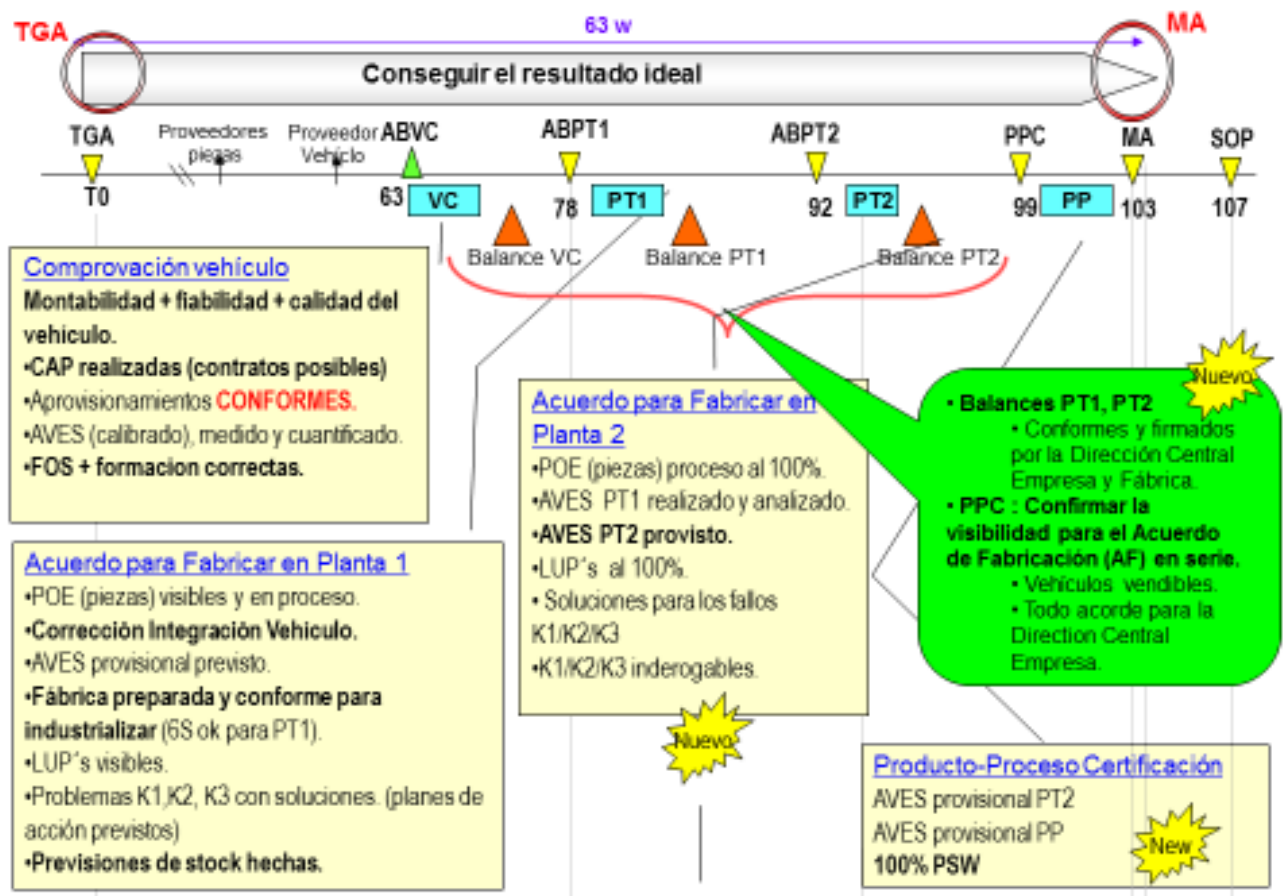 TGA
63 w
MA
Conseguir el resultado ideal
TGA
Proveedores
piezas
Proveedor
Vehíclo
ABVC
ABPT1
ABPT2
PPC
MA
SOP
T0
63
VC
78
PT1
92
PT2
99
PP
103
107
Balance VC
Balance PT1
Balance PT2
Comprovación vehículo
Montabilidad + fiabilidad + calidad del
vehiculo.
•CAP realizadas (contratos posibles)
•Aprovisionamientos CONFORMES.
•AVES (calibrado), medido y cuantificado.
•FOS + formacion correctas.
Acuerdo para Fabricar en Planta 1
•POE (piezas) visibles y en proceso.
•Corrección Integración Vehiculo.
•AVES provisional previsto.
•Fábrica preparada y conforme para
industrializar (6S ok para PT1).
•LUP´s visibles.
•Problemas K1,K2, K3 con soluciones. (planes de
acción previstos)
•Previsiones de stock hechas.
Acuerdo para Fabricar en
Planta 2
•POE (piezas) proceso al 100%.
•AVES PT1 realizado y analizado.
•AVES PT2 provisto.
•LUP´s al 100%.
• Soluciones para los fallos
K1/K2/K3
•K1/K2/K3 inderogables.
Nuevo
Nuevo
• Balances PT1, PT2
• Conformes y firmados
por la Dirección Central
Empresa y Fábrica.
• PPC : Confirmar la
visibilidad para el Acuerdo
de Fabricación (AF) en serie.
• Vehículos vendibles.
• Todo acorde para la
Direction Central
Empresa.
Producto-Proceso Certificación
AVES provisional PT2
AVES provisional PP
100% PSW
New